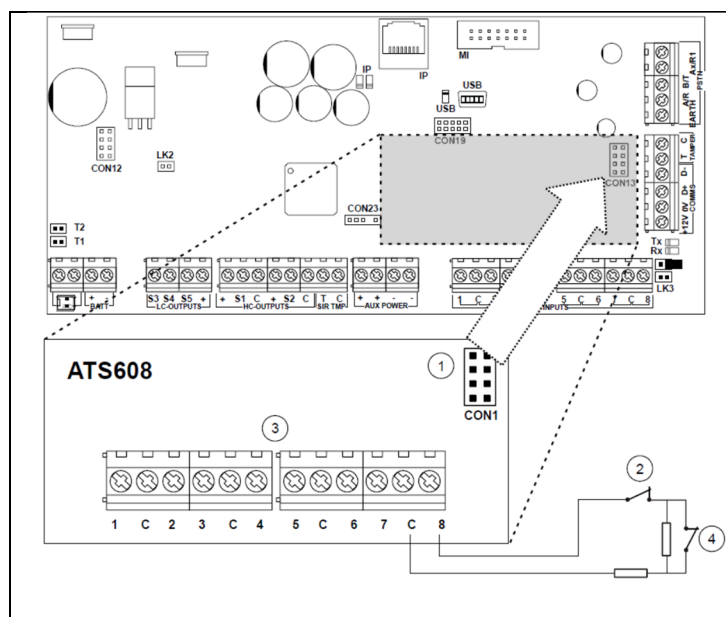 MI
IP
IP
USB
USB
CON19
CON12
LK2
CON23
CON13
T2
T1
PSTN
Ax/R1
B/T
A/R
EARTH
TAMPER
C
T
COMMS
D-
D+
0V
+12V
Tx
Rx
LK3
+ -
BATT
S3 S4 S5 +
LC-OUTPUTS
+ S1 C + S2 C
HC-OUTPUTS
T C
SIR TMP
+ + - -
AUX POWER
1 C 5 C 6 7 C 8
ATS608
1
CON1
3
1 C 2 3 C 4 5 C 6 7 C 8
2
4